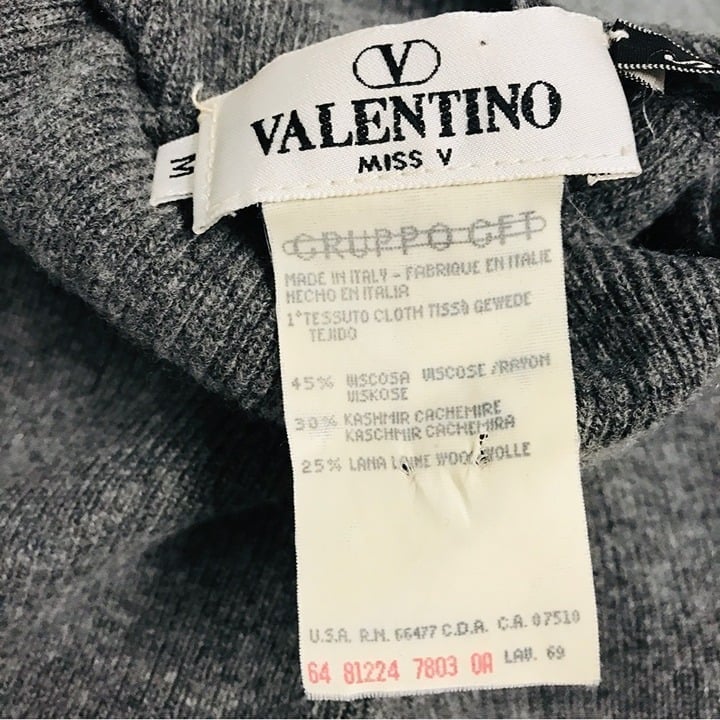 V
VALENTINO
MISS V
M
GRUPPO GFT
MADE IN ITALY - FABRIQUE EN ITALIE
HECHO EN ITALIA
1°TESSUTO CLOTH TISSÙ GEWEDE
TEJIDO
45% VISCOSA VISCOSE /RAYON
VISKOSE
30% KASHMIR CACHEMIRE
KASCHMIR CACHEMIRA
25% LANA LAINE WOOL WOLLE
U.S.A. R.N. 66477 C.D.A. C.A. 07510
64 81224 7803 0A LAV. 69